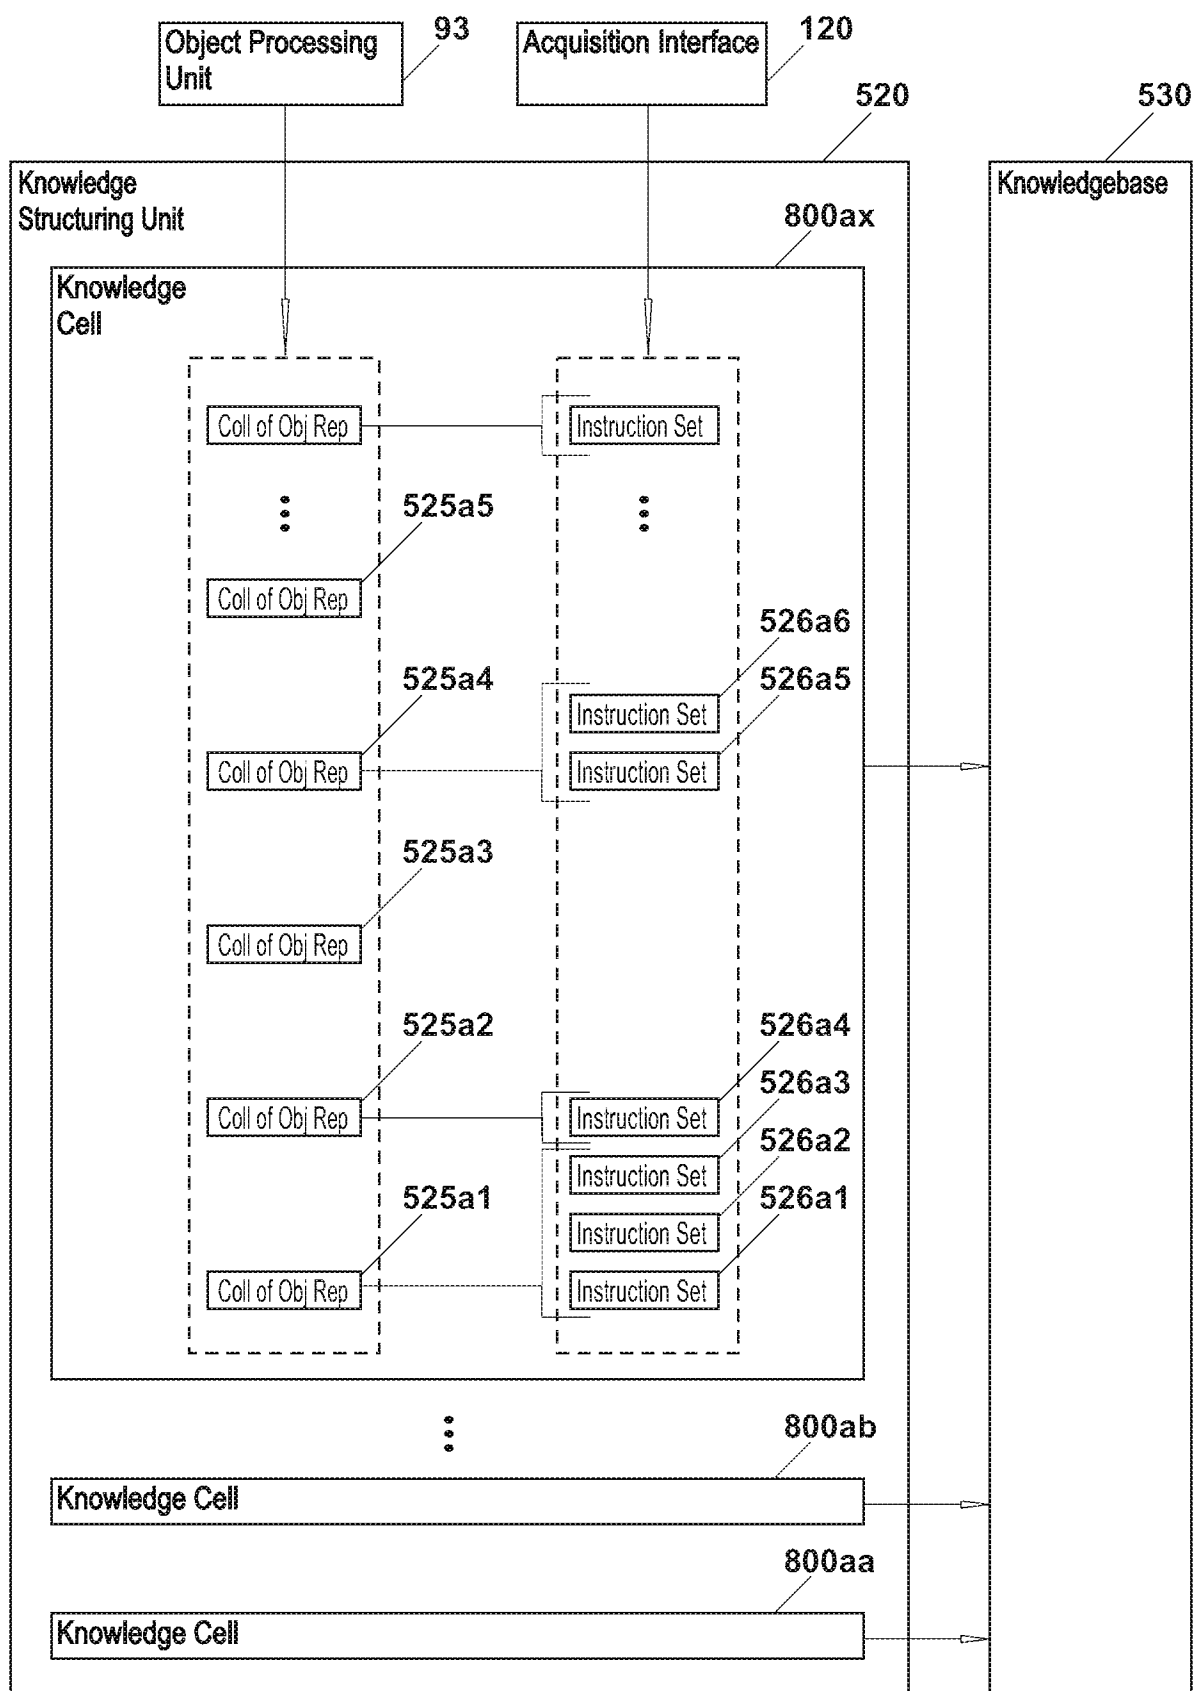 93
120
Object Processing
Unit
Acquisition Interface
520
530
Knowledge
Structuring Unit
Knowledgebase
800ax
Knowledge
Cell
Coll of Obj Rep
Instruction Set
525a5
Coll of Obj Rep
526a6
525a4
526a5
Instruction Set
Coll of Obj Rep
Instruction Set
525a3
Coll of Obj Rep
525a2
526a4
526a3
Coll of Obj Rep
Instruction Set
526a2
Instruction Set
525a1
526a1
Instruction Set
Coll of Obj Rep
Instruction Set
800ab
Knowledge Cell
800aa
Knowledge Cell